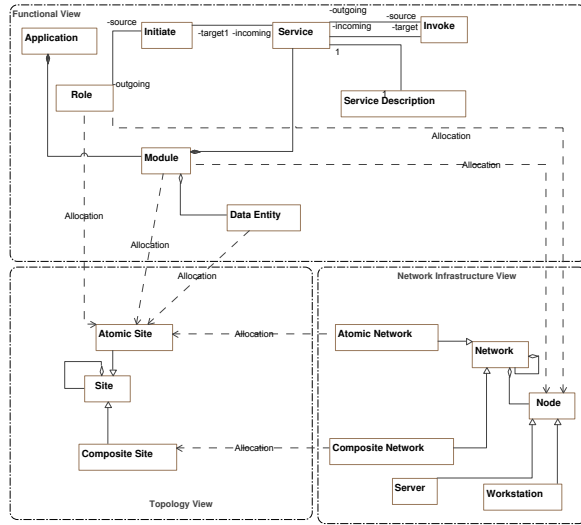 Functional View
Application
-source
Initiate
-target1
-incoming
Service
-outgoing
-incoming
-source
-target
Invoke
1
1
Service Description
Role
-outgoing
Allocation
Module
Allocation
Allocation
Data Entity
Allocation
Allocation
Network Infrastructure View
Atomic Site
Allocation
Atomic Network
Network
Site
Node
Composite Site
Allocation
Composite Network
Server
Workstation
Topology View